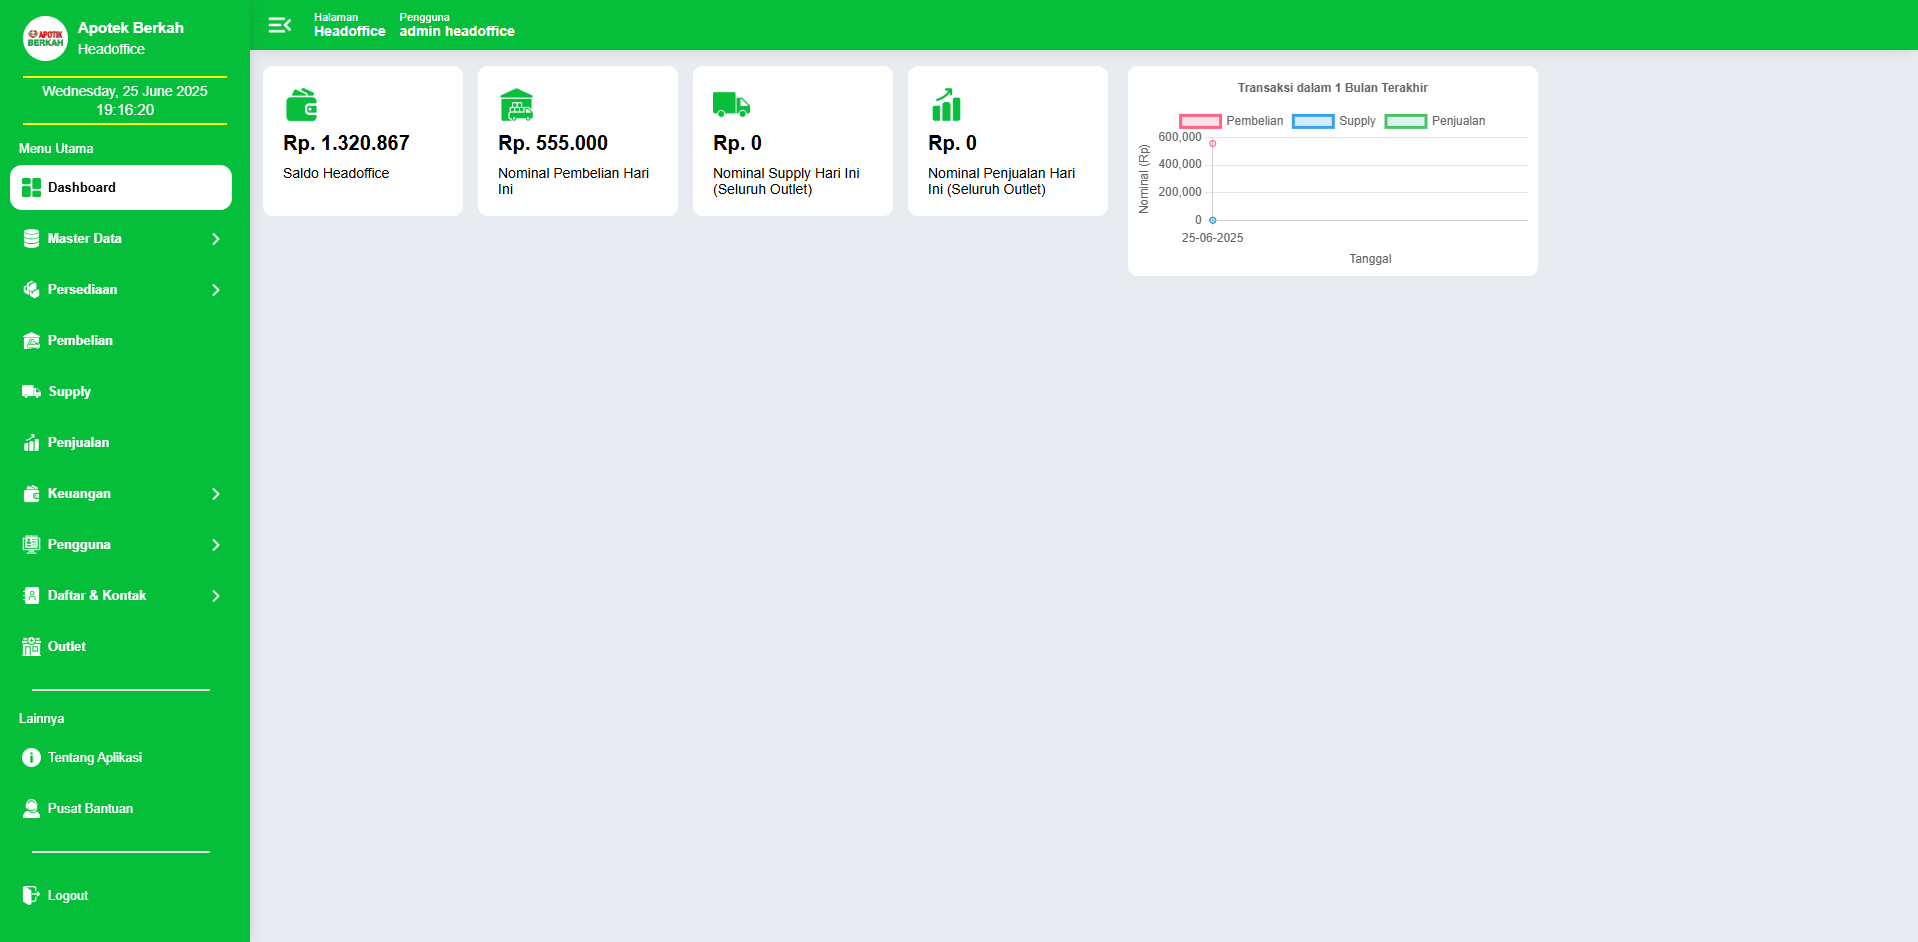 APOTIK
BERKAH
Apotek Berkah
Headoffice
Wednesday, 25 June 2025
19:16:20
Menu Utama
Dashboard
Master Data
Persediaan
Pembelian
Supply
Penjualan
Keuangan
Pengguna
Daftar & Kontak
Outlet
Lainnya
Tentang Aplikasi
Pusat Bantuan
Logout
Halaman
Headoffice
Pengguna
admin headoffice
Rp. 1.320.867
Saldo Headoffice
Rp. 555.000
Nominal Pembelian Hari
Ini
Rp. 0
Nominal Supply Hari Ini
(Seluruh Outlet)
Rp. 0
Nominal Penjualan Hari
Ini (Seluruh Outlet)
Transaksi dalam 1 Bulan Terakhir
Pembelian Supply Penjualan
Nominal (Rp)
600,000
400,000
200,000
0
25-06-2025
Tanggal